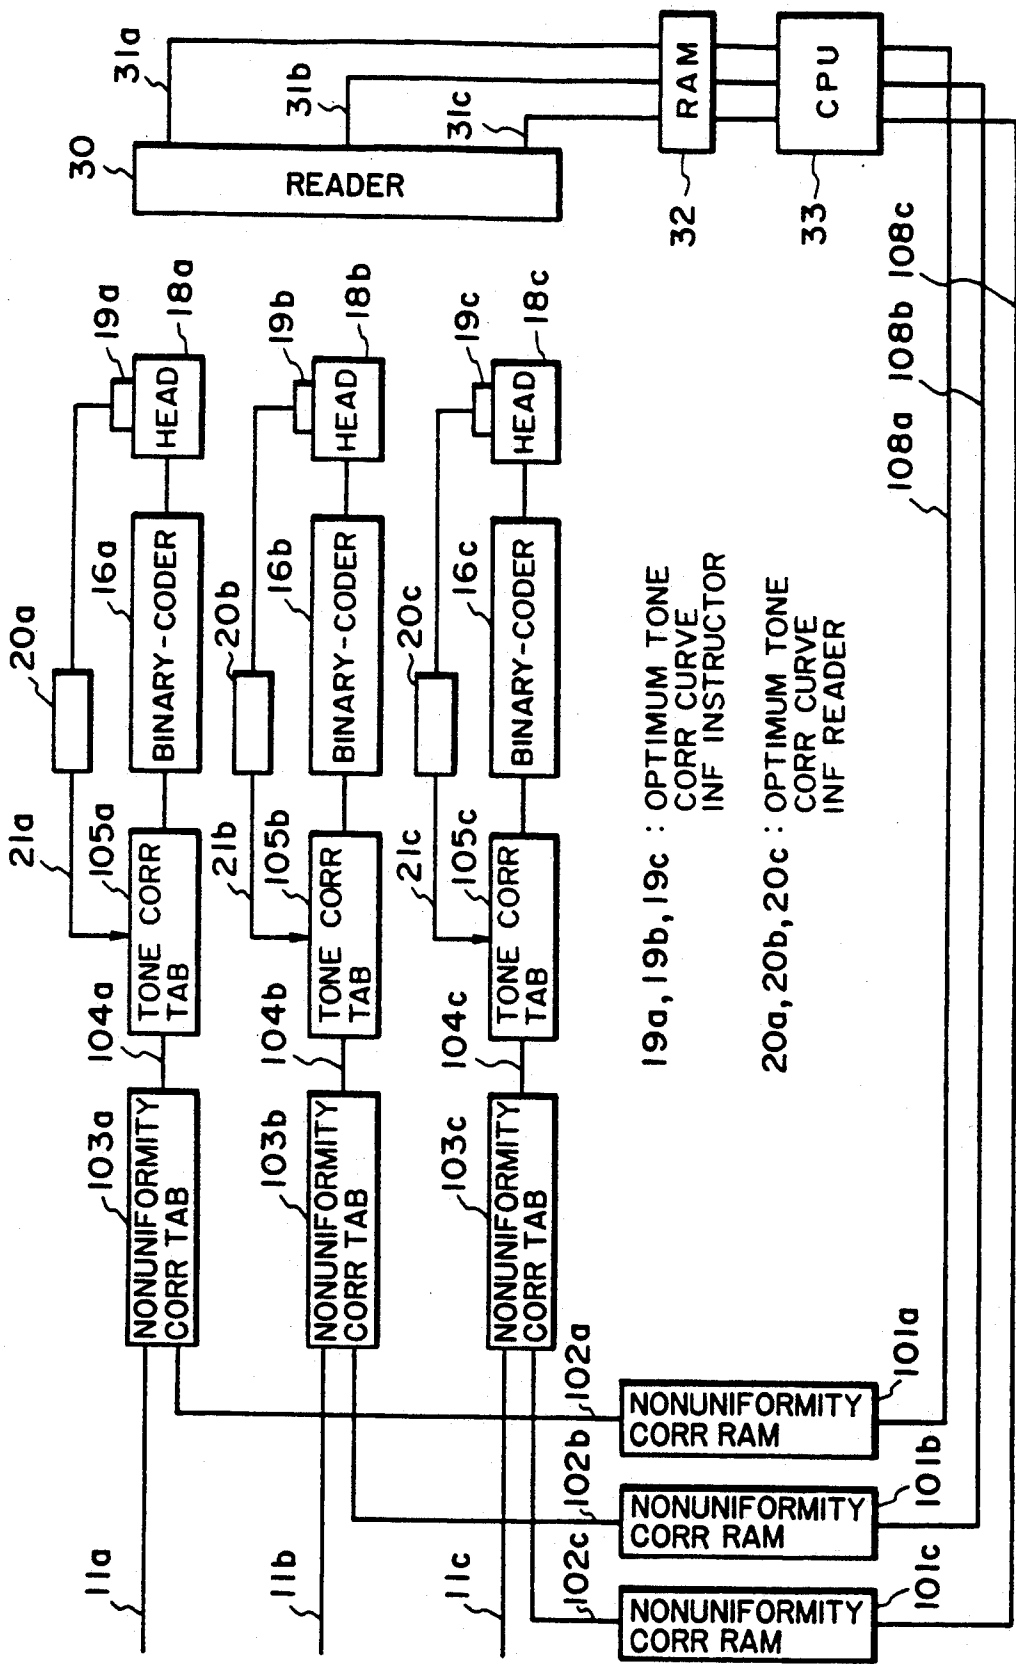 30
31a
31b
31c
READER
RAM
32
CPU
33
20a
19a
21a
105a
16a
18a
103a
104a
11a
NONUNIFORMITY
CORR TAB
TONE CORR
TAB
BINARY-CODER
HEAD
20b
19b
21b
105b
16b
18b
103b
104b
11b
NONUNIFORMITY
CORR TAB
TONE CORR
TAB
BINARY-CODER
HEAD
20c
19c
21c
105c
16c
18c
103c
104c
11c
NONUNIFORMITY
CORR TAB
TONE CORR
TAB
BINARY-CODER
HEAD
102a
102b
102c
NONUNIFORMITY
CORR RAM
101a
NONUNIFORMITY
CORR RAM
101b
NONUNIFORMITY
CORR RAM
101c
108a
108b
108c
19a, 19b, 19c : OPTIMUM TONE
CORR CURVE
INF INSTRUCTOR
20a, 20b, 20c : OPTIMUM TONE
CORR CURVE
INF READER